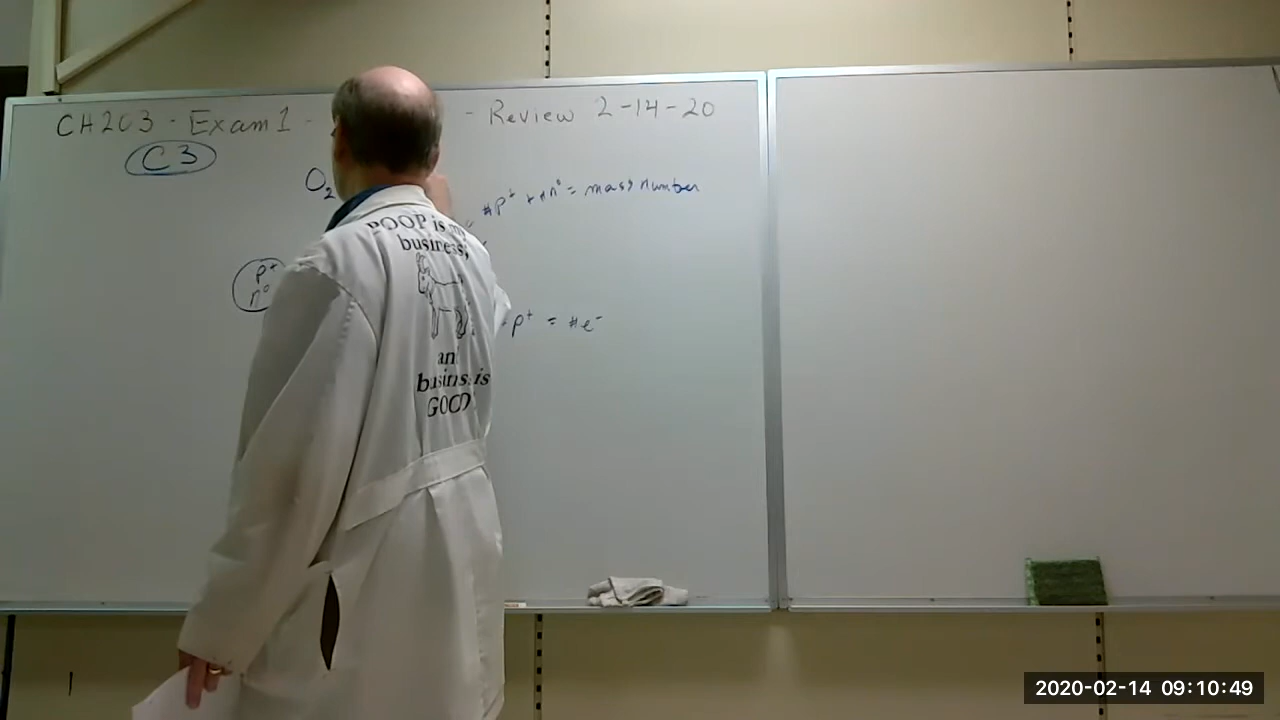 CH203 - Exam 1 - - Review 2-14-20
C3
O2
#p+ + #n° = mass number
p+
n°
p+ = #e-
POOP is my
business,
and
business is
GOOD
2020-02-14 09:10:49